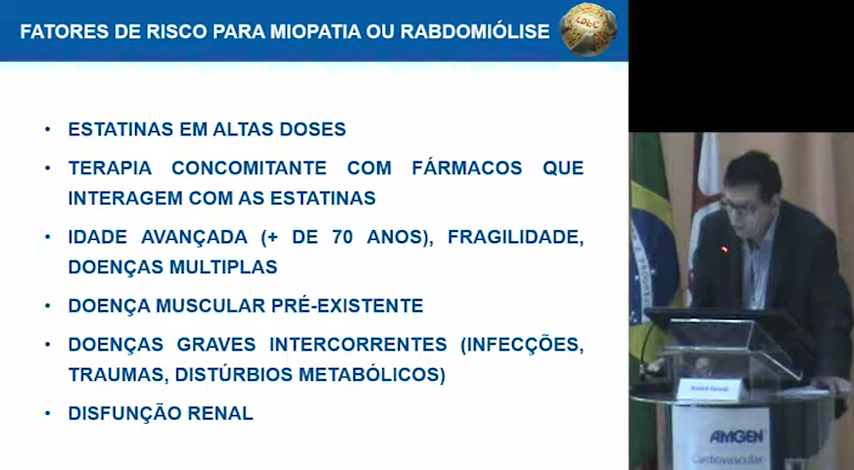 FATORES DE RISCO PARA MIOPATIA OU RABDOMIÓLISE
LDLC
• ESTATINAS EM ALTAS DOSES
• TERAPIA CONCOMITANTE COM FÁRMACOS QUE
INTERAGEM COM AS ESTATINAS
• IDADE AVANÇADA (+ DE 70 ANOS), FRAGILIDADE,
DOENÇAS MULTIPLAS
• DOENÇA MUSCULAR PRÉ-EXISTENTE
• DOENÇAS GRAVES INTERCORRENTES (INFECÇÕES,
TRAUMAS, DISTÚRBIOS METABÓLICOS)
• DISFUNÇÃO RENAL
AMGEN
Cardiovascular